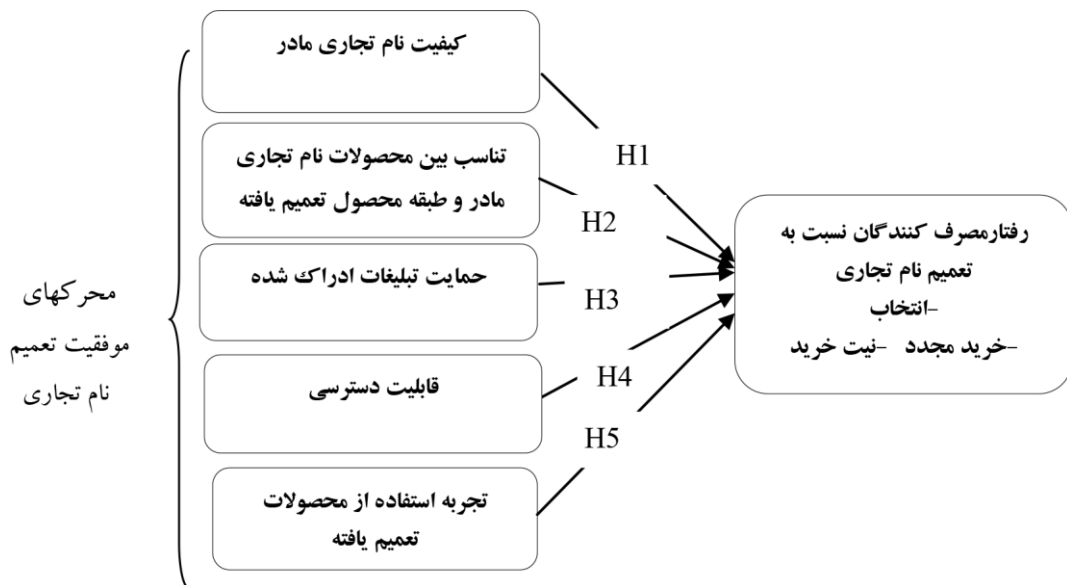 کیفیت نام تجاری مادر
تناسب بین محصولات نام تجاری
مادر و طبقه محصول تعمیم یافته
حمایت تبلیغات ادراک شده
قابلیت دسترسی
تجربه استفاده از محصولات
تعمیم یافته
محرکهای
موفقیت تعمیم
نام تجاری
H1
H2
H3
H4
H5
رفتارمصرف کنندگان نسبت به
تعمیم نام تجاری
-انتخاب
-خرید مجدد -نیت خرید